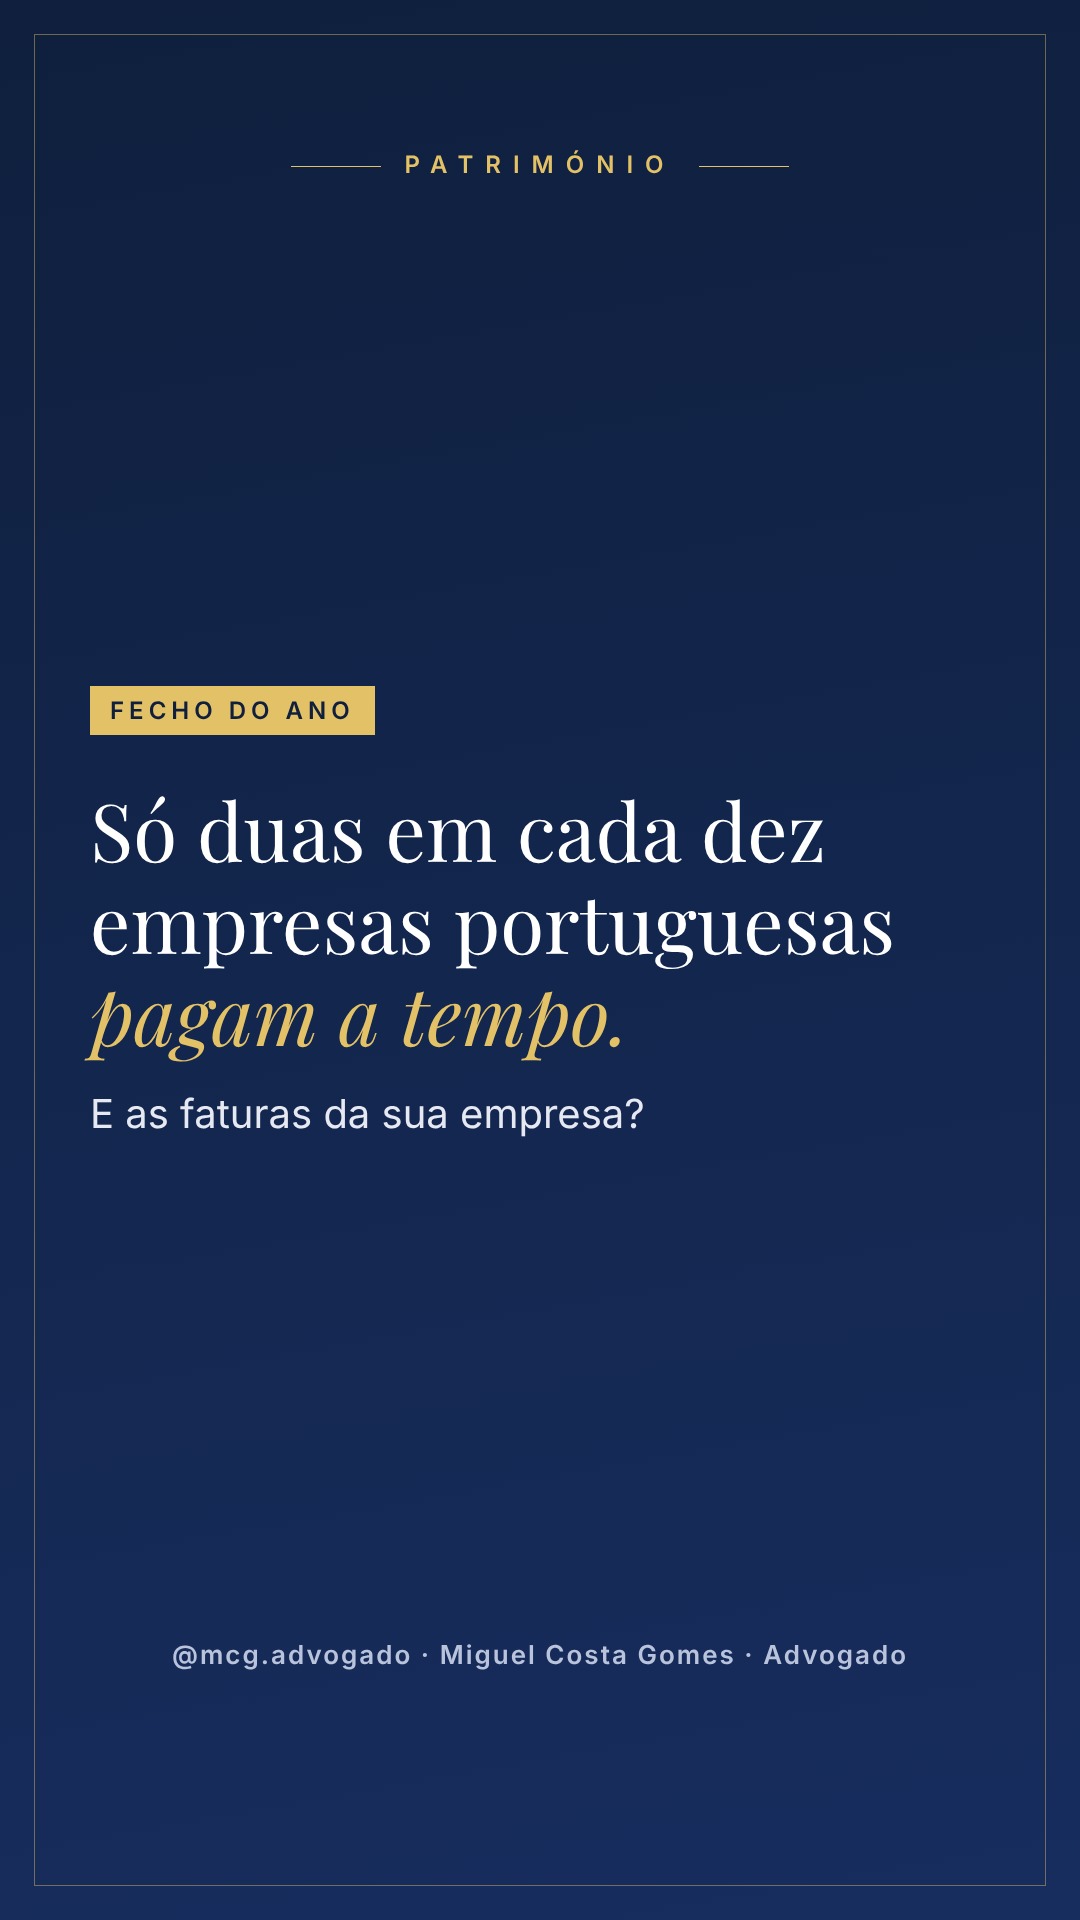 PATRIMÓNIO
FECHO DO ANO
Só duas em cada dez
empresas portuguesas
pagam a tempo.
E as faturas da sua empresa?
@mcg.advogado · Miguel Costa Gomes · Advogado